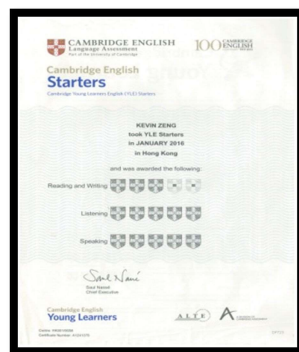 CAMBRIDGE ENGLISH
Language Assessment
Part of the University of Cambridge
100
CAMBRIDGE
ENGLISH
Cambridge English
Starters
Cambridge Young Learners English (YLE) Starters
KEVIN ZENG
took YLE Starters
in JANUARY 2016
in Hong Kong
and was awarded the following:
Reading and Writing
Listening
Speaking
Saul Nassé
Chief Executive
Cambridge English
Young Learners
ALTE